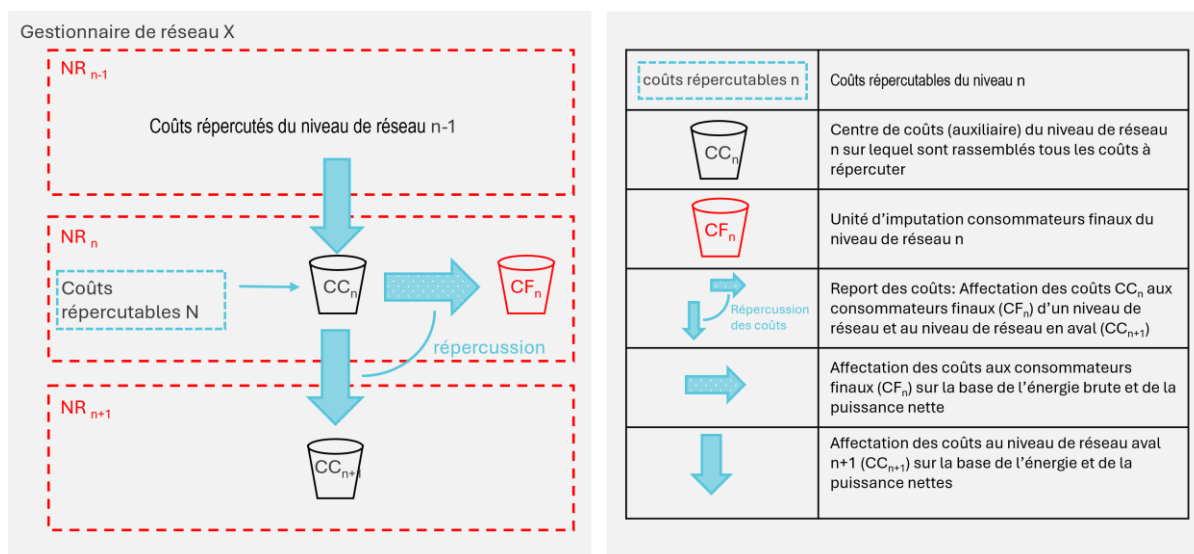 Gestionnaire de réseau X
NR n-1
Coûts répercutés du niveau de réseau n-1
NR n
Coûts
répercutables N
CCn
CFn
répercussion
NR n+1
CCn+1
coûts répercutables n
Coûts répercutables du niveau n
CCn
Centre de coûts (auxiliaire) du niveau de réseau
n sur lequel sont rassemblés tous les coûts à
répercuter
CFn
Unité d’imputation consommateurs finaux du
niveau de réseau n
Répercussion
des coûts
Report des coûts: Affectation des coûts CCn aux
consommateurs finaux (CFn) d’un niveau de
réseau et au niveau de réseau en aval (CCn+1)
Affectation des coûts aux consommateurs
finaux (CFn) sur la base de l’énergie brute et de la
puissance nette
Affectation des coûts au niveau de réseau aval
n+1 (CCn+1) sur la base de l’énergie et de la
puissance nettes